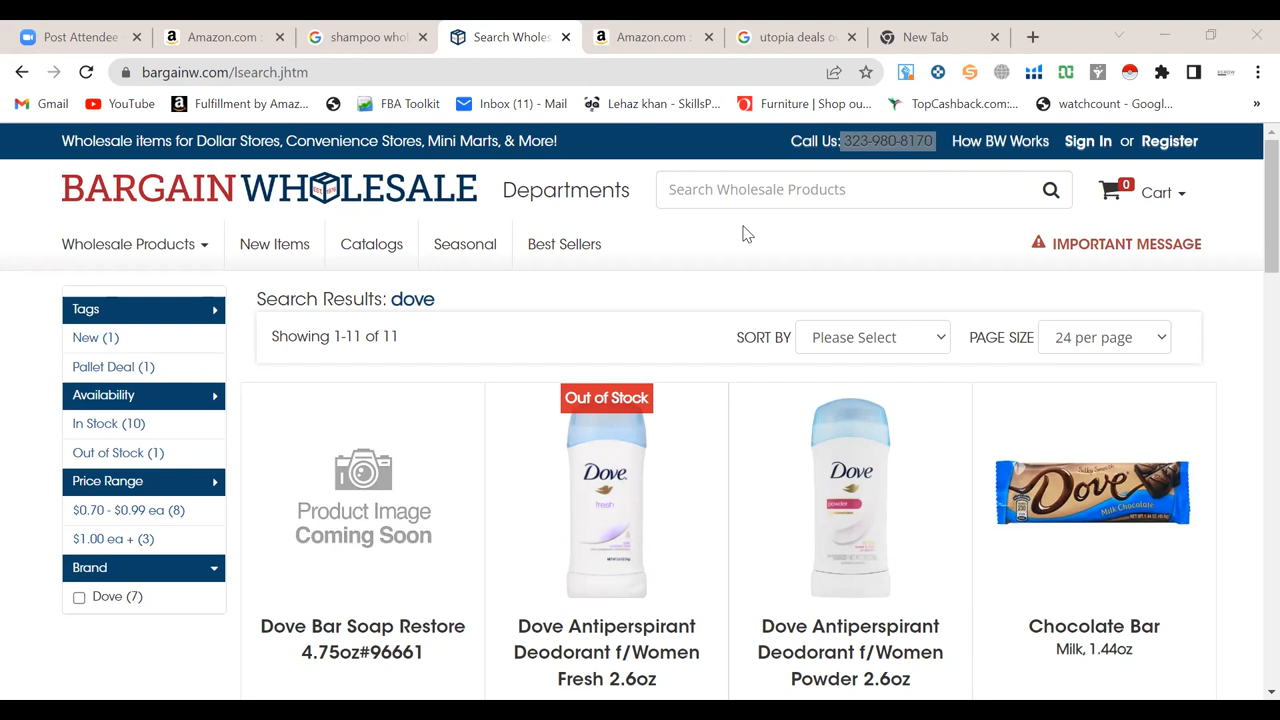 Post Attendee
Amazon.com :
shampoo who
Search Wholes
Amazon.com :
utopia deals o
New Tab
bargainw.com/lsearch.jhtm
Gmail
YouTube
Fulfillment by Amaz...
FBA Toolkit
Inbox (11) - Mail
Lehaz khan - SkillsP...
Furniture | Shop ou...
TopCashback.com:...
watchcount - Googl...
»
Wholesale items for Dollar Stores, Convenience Stores, Mini Marts, & More!
Call Us: 323-980-8170
How BW Works
Sign In or Register
BARGAIN WHOLESALE
Departments
Search Wholesale Products
0
Cart
Wholesale Products
New Items
Catalogs
Seasonal
Best Sellers
IMPORTANT MESSAGE
Tags
New (1)
Pallet Deal (1)
Availability
In Stock (10)
Out of Stock (1)
Price Range
$0.70 - $0.99 ea (8)
$1.00 ea + (3)
Brand
Dove (7)
Search Results: dove
Showing 1-11 of 11
SORT BY
Please Select
PAGE SIZE
24 per page
Product Image
Coming Soon
Dove Bar Soap Restore
4.75oz#96661
Out of Stock
Dove
fresh
Dove Antiperspirant
Deodorant f/Women
Fresh 2.6oz
Dove
powder
Dove Antiperspirant
Deodorant f/Women
Powder 2.6oz
Silky Smooth
Dove
Milk Chocolate
Chocolate Bar
Milk, 1.44oz